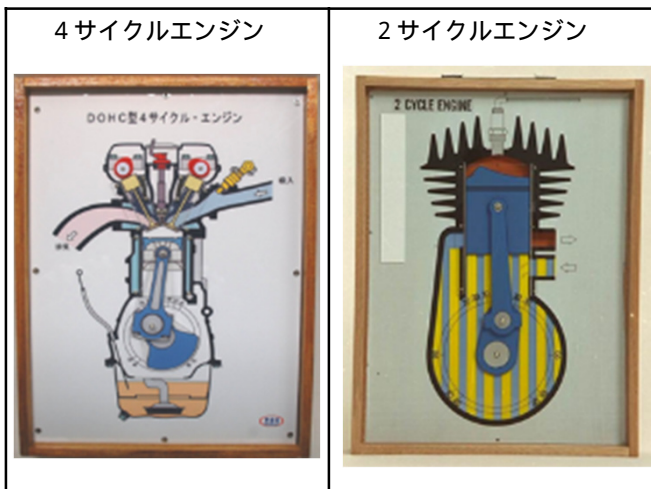 4サイクルエンジン
2サイクルエンジン
DOHC型4サイクル・エンジン
吸入
排気
2 CYCLE ENGINE